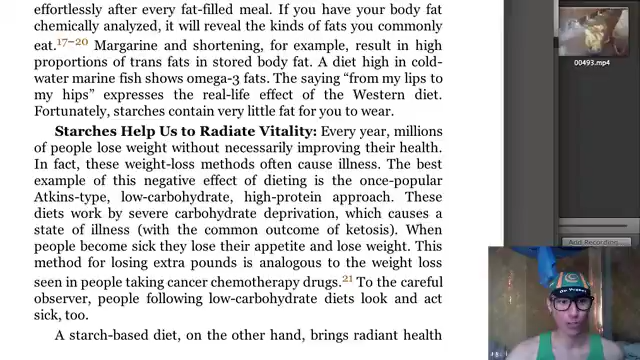 effortlessly after every fat-filled meal. If you have your body fat
chemically analyzed, it will reveal the kinds of fats you commonly
eat.17–20 Margarine and shortening, for example, result in high
proportions of trans fats in stored body fat. A diet high in cold-
water marine fish shows omega-3 fats. The saying “from my lips to
my hips” expresses the real-life effect of the Western diet.
Fortunately, starches contain very little fat for you to wear.
Starches Help Us to Radiate Vitality: Every year, millions
of people lose weight without necessarily improving their health.
In fact, these weight-loss methods often cause illness. The best
example of this negative effect of dieting is the once-popular
Atkins-type, low-carbohydrate, high-protein approach. These
diets work by severe carbohydrate deprivation, which causes a
state of illness (with the common outcome of ketosis). When
people become sick they lose their appetite and lose weight. This
method for losing extra pounds is analogous to the weight loss
seen in people taking cancer chemotherapy drugs.21 To the careful
observer, people following low-carbohydrate diets look and act
sick, too.
A starch-based diet, on the other hand, brings radiant health
00493.mp4
Add Recording...